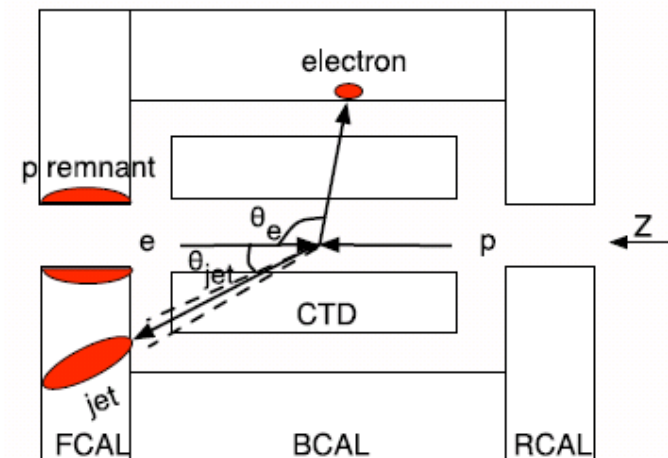 electron
p remnant
θe
e
p
Z
θjet
CTD
jet
FCAL
BCAL
RCAL